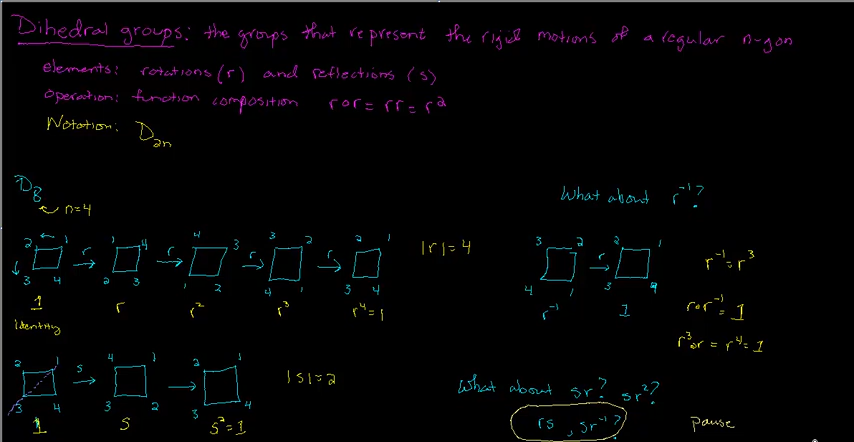 Dihedral groups: the groups that represent the rigid motions of a regular n-gon
elements: rotations (r) and reflections (s)
operation: function composition r∘r = rr = r²
Notation: D₂ₙ
D₈
n=4
What about r⁻¹?
2 1 1 4 4 3 3 2 2 1
r r r r
3 4 2 3 1 2 4 1 3 4
1 r r² r³ r⁴=1
identity
|r|=4
3 2 2 1
r
4 1 3 4
r⁻¹ 1
r⁻¹=r³
r∘r⁻¹=1
r³∘r = r⁴=1
2 1 4 1 2 1
s
3 4 3 2 3 4
1 s s²=1
|s|=2
What about sr? sr²?
rs, sr⁻¹?
pause